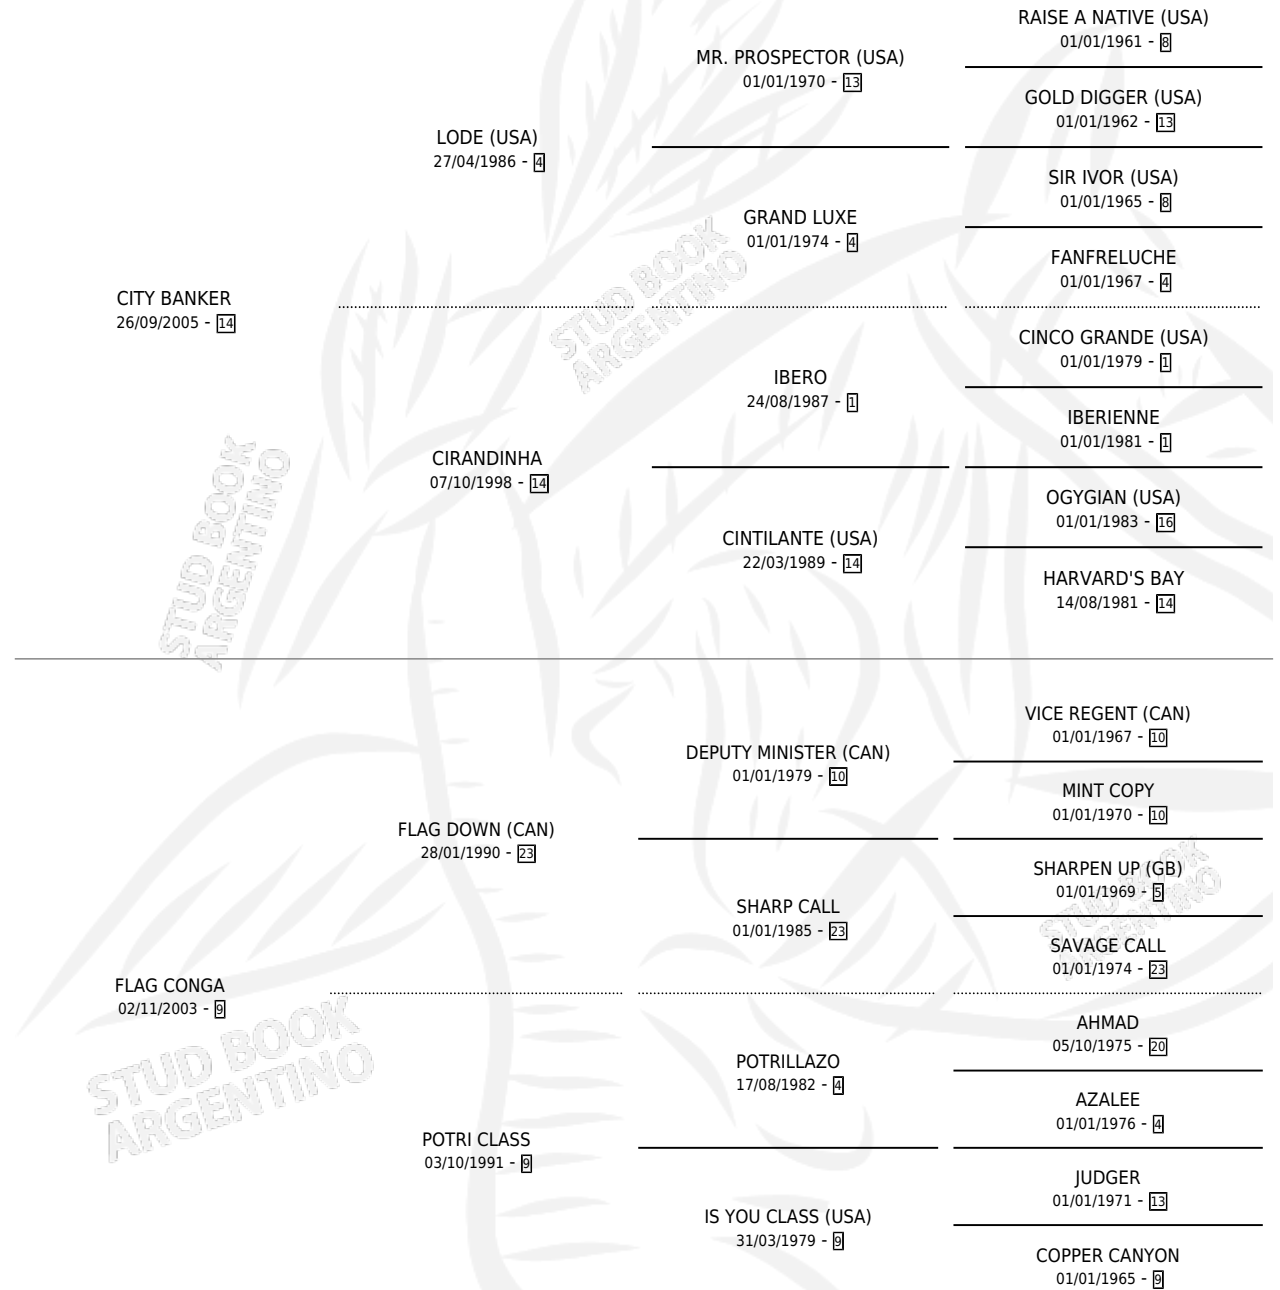 RAISE A NATIVE (USA)
01/01/1961 - 8
MR. PROSPECTOR (USA)
01/01/1970 - 13
GOLD DIGGER (USA)
01/01/1962 - 13
LODE (USA)
27/04/1986 - 4
SIR IVOR (USA)
01/01/1965 - 8
GRAND LUXE
01/01/1974 - 4
FANFRELUCHE
01/01/1967 - 4
CITY BANKER
26/09/2005 - 14
STUD BOOK
ARGENTINO
CINCO GRANDE (USA)
01/01/1979 - 1
IBERO
24/08/1987 - 1
IBERIENNE
01/01/1981 - 1
CIRANDINHA
07/10/1998 - 14
STUD BOOK
ARGENTINO
OGYGIAN (USA)
01/01/1983 - 16
CINTILANTE (USA)
22/03/1989 - 14
HARVARD'S BAY
14/08/1981 - 14
VICE REGENT (CAN)
01/01/1967 - 10
DEPUTY MINISTER (CAN)
01/01/1979 - 10
MINT COPY
01/01/1970 - 10
FLAG DOWN (CAN)
28/01/1990 - 23
SHARPEN UP (GB)
01/01/1969 - 5
SHARP CALL
01/01/1985 - 23
STUD BOOK
ARGENTINO
SAVAGE CALL
01/01/1974 - 23
FLAG CONGA
02/11/2003 - 9
STUD BOOK
ARGENTINO
AHMAD
05/10/1975 - 20
POTRILLAZO
17/08/1982 - 4
AZALEE
01/01/1976 - 4
POTRI CLASS
03/10/1991 - 9
JUDGER
01/01/1971 - 13
IS YOU CLASS (USA)
31/03/1979 - 9
COPPER CANYON
01/01/1965 - 9